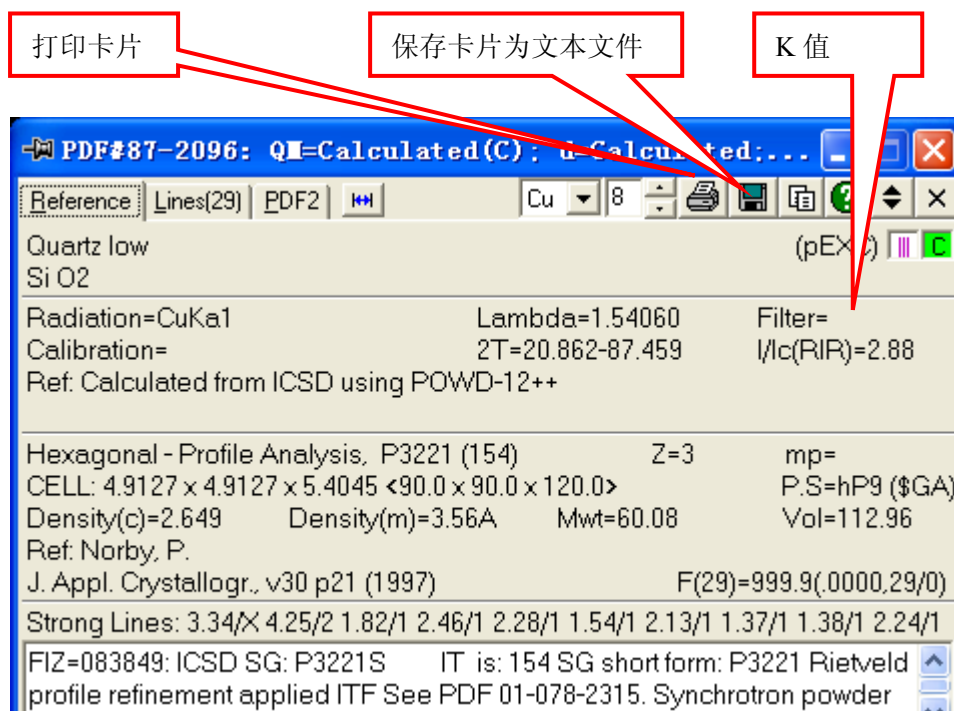 打印卡片
保存卡片为文本文件
K 值
PDF#87-2096: QM=Calculated(C); d=Calculated;...
Reference Lines(29) PDF2 Cu 8
Quartz low
Si O2
Radiation=CuKa1 Lambda=1.54060 Filter=
Calibration= 2T=20.862-87.459 I/Ic(RIR)=2.88
Ref: Calculated from ICSD using POWD-12++
Hexagonal - Profile Analysis, P3221 (154) Z=3 mp=
CELL: 4.9127 x 4.9127 x 5.4045 <90.0 x 90.0 x 120.0> P.S=hP9 ($GA)
Density(c)=2.649 Density(m)=3.56A Mwt=60.08 Vol=112.96
Ref: Norby, P.
J. Appl. Crystallogr., v30 p21 (1997) F(29)=999.9(.0000,29/0)
Strong Lines: 3.34/X 4.25/2 1.82/1 2.46/1 2.28/1 1.54/1 2.13/1 1.37/1 1.38/1 2.24/1
FIZ=083849: ICSD SG: P3221S IT is: 154 SG short form: P3221 Rietveld
profile refinement applied ITF See PDF 01-078-2315. Synchrotron powder